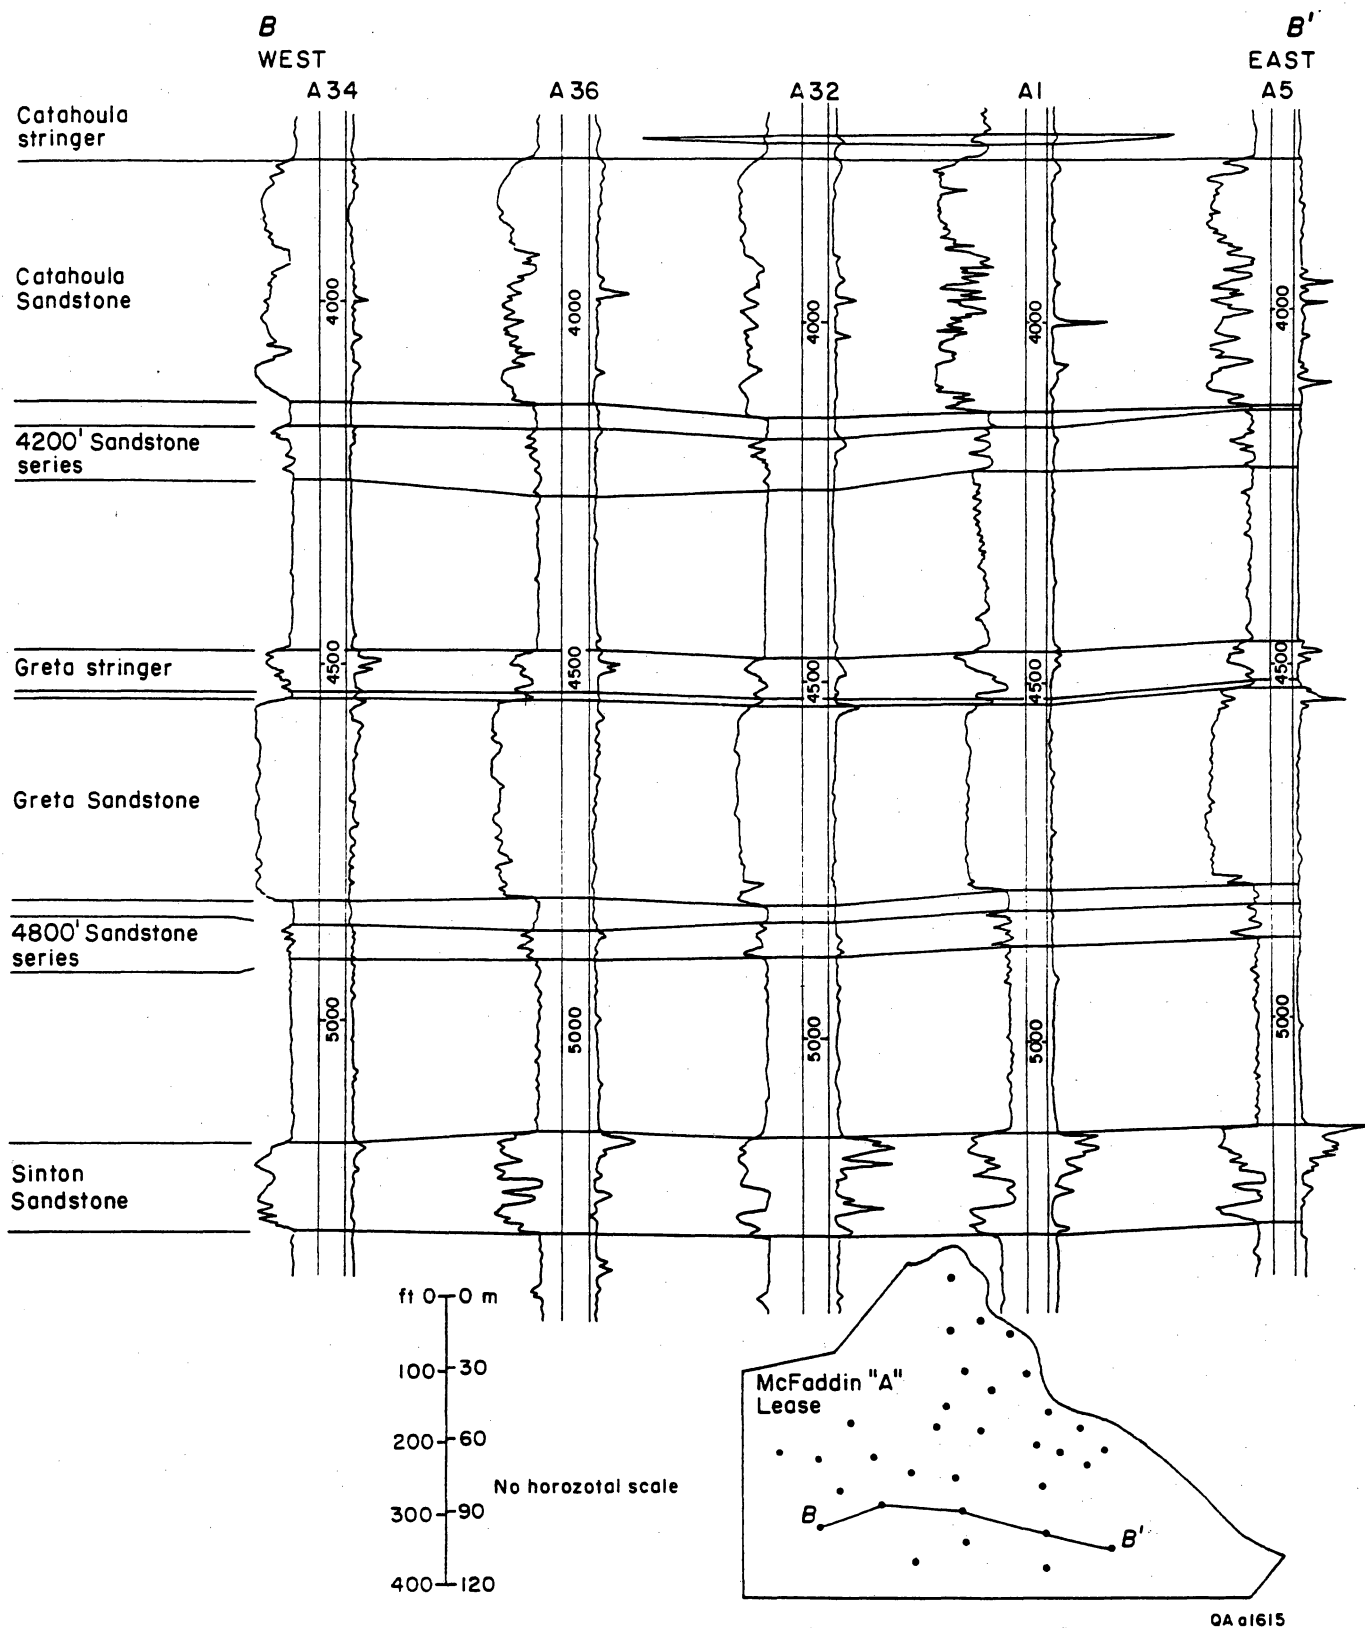 B
B'
WEST
EAST
A34
A36
A32
A1
A5
Catahoula
stringer
Catahoula
Sandstone
4000
4000
4000
4000
4000
4200' Sandstone
series
Greta stringer
4500
4500
4500
4500
4500
Greta Sandstone
4800' Sandstone
series
5000
5000
5000
5000
5000
Sinton
Sandstone
ft 0 0 m
100 30
200 60
300 90
400 120
No horozotal scale
McFaddin "A"
Lease
B
B'
QAa1615